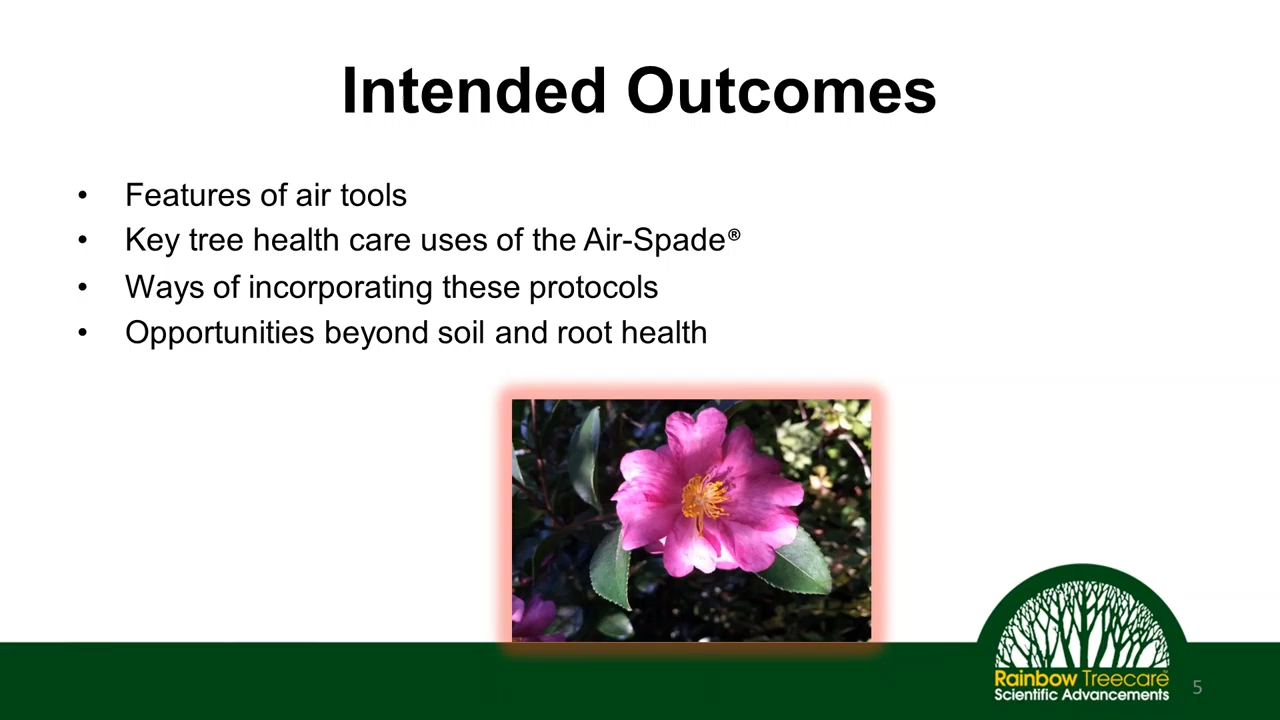 Intended Outcomes
• Features of air tools
• Key tree health care uses of the Air-Spade®
• Ways of incorporating these protocols
• Opportunities beyond soil and root health
Rainbow Treecare
Scientific Advancements
5